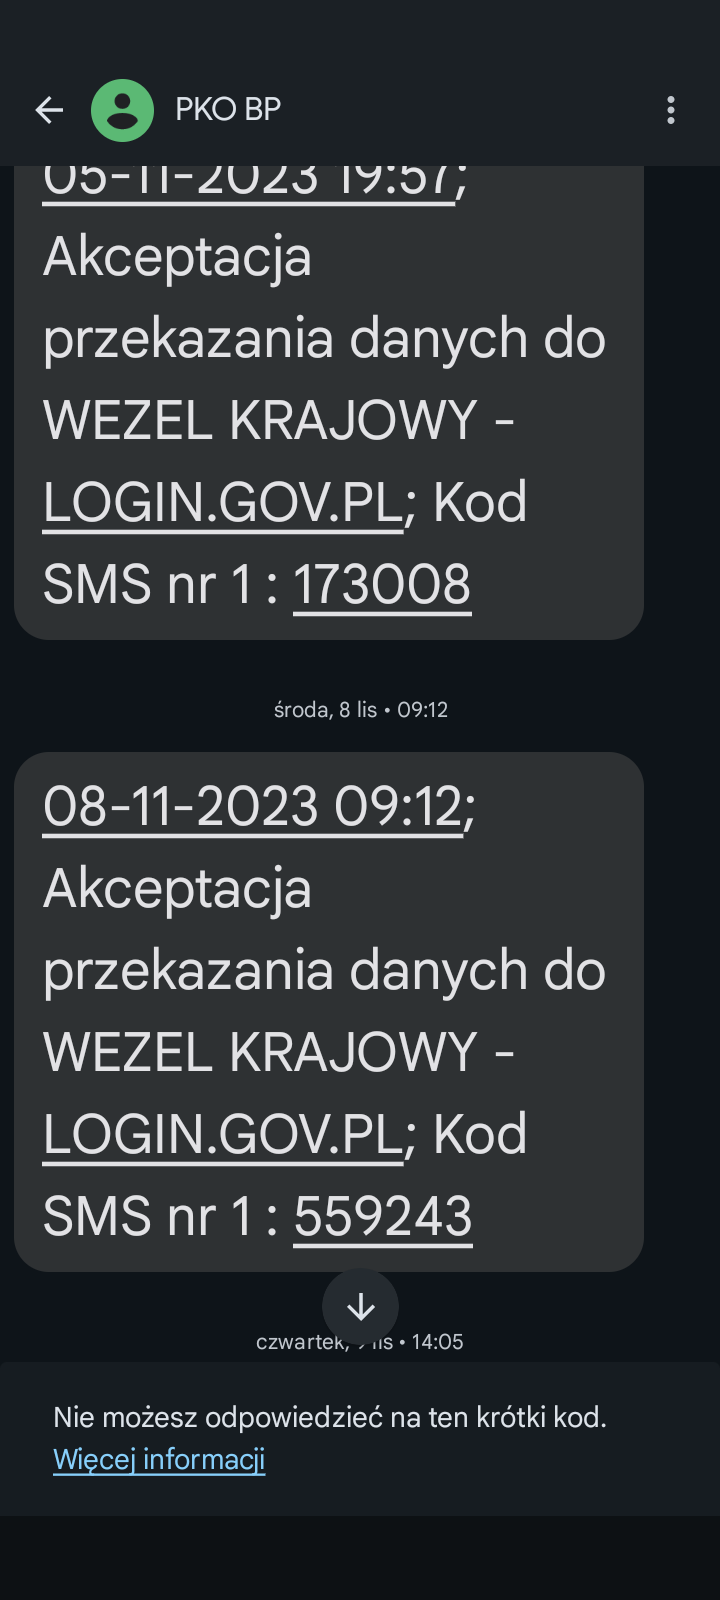 PKO BP
05-11-2023 19:57;
Akceptacja
przekazania danych do
WEZEL KRAJOWY -
LOGIN.GOV.PL; Kod
SMS nr 1 : 173008
środa, 8 lis • 09:12
08-11-2023 09:12;
Akceptacja
przekazania danych do
WEZEL KRAJOWY -
LOGIN.GOV.PL; Kod
SMS nr 1 : 559243
czwartek, 9 lis • 14:05
Nie możesz odpowiedzieć na ten krótki kod.
Więcej informacji